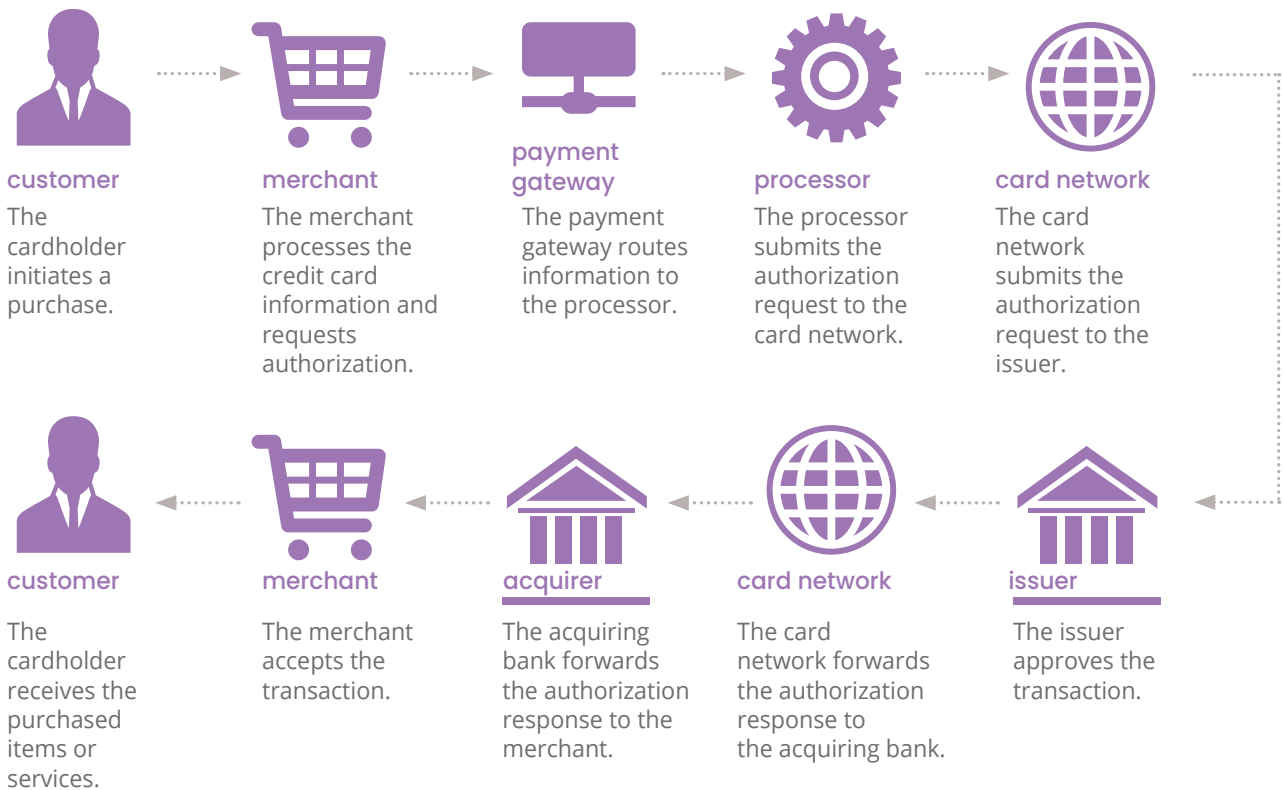 customer
The
cardholder
initiates a
purchase.
merchant
The merchant
processes the
credit card
information and
requests
authorization.
payment
gateway
The payment
gateway routes
information to
the processor.
processor
The processor
submits the
authorization
request to the
card network.
card network
The card
network
submits the
authorization
request to the
issuer.
customer
The
cardholder
receives the
purchased
items or
services.
merchant
The merchant
accepts the
transaction.
acquirer
The acquiring
bank forwards
the authorization
response to the
merchant.
card network
The card
network forwards
the authorization
response to
the acquiring bank.
issuer
The issuer
approves the
transaction.